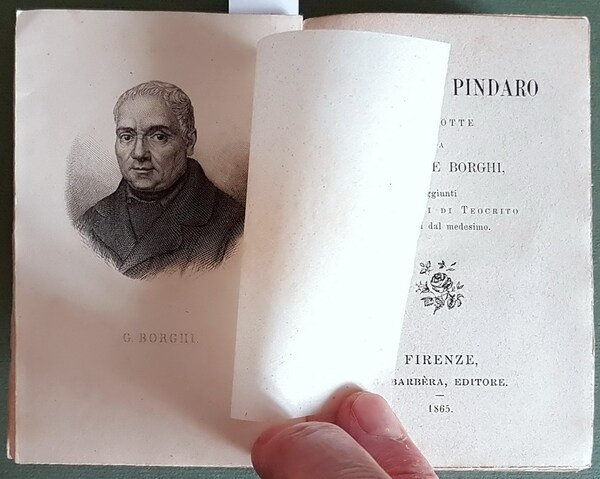 G. BORGHI.
PINDARO
OTTE
A
E BORGHI,
ggiunti
I DI TEOCRITO
i dal medesimo.
FIRENZE,
BARBÈRA, EDITORE.
1865.